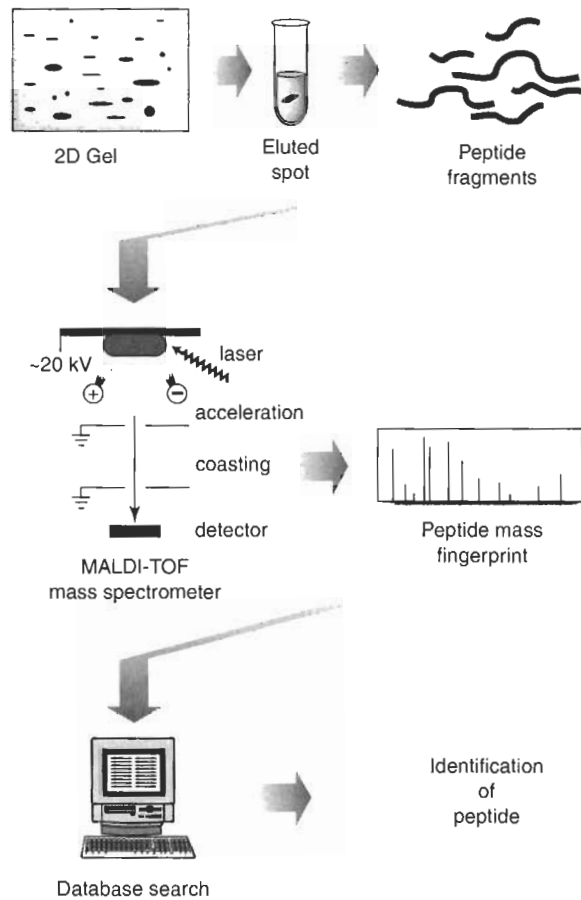 2D Gel
Eluted
spot
Peptide
fragments
~20 kV
laser
+
−
acceleration
coasting
detector
MALDI-TOF
mass spectrometer
Peptide mass
fingerprint
Database search
Identification
of
peptide